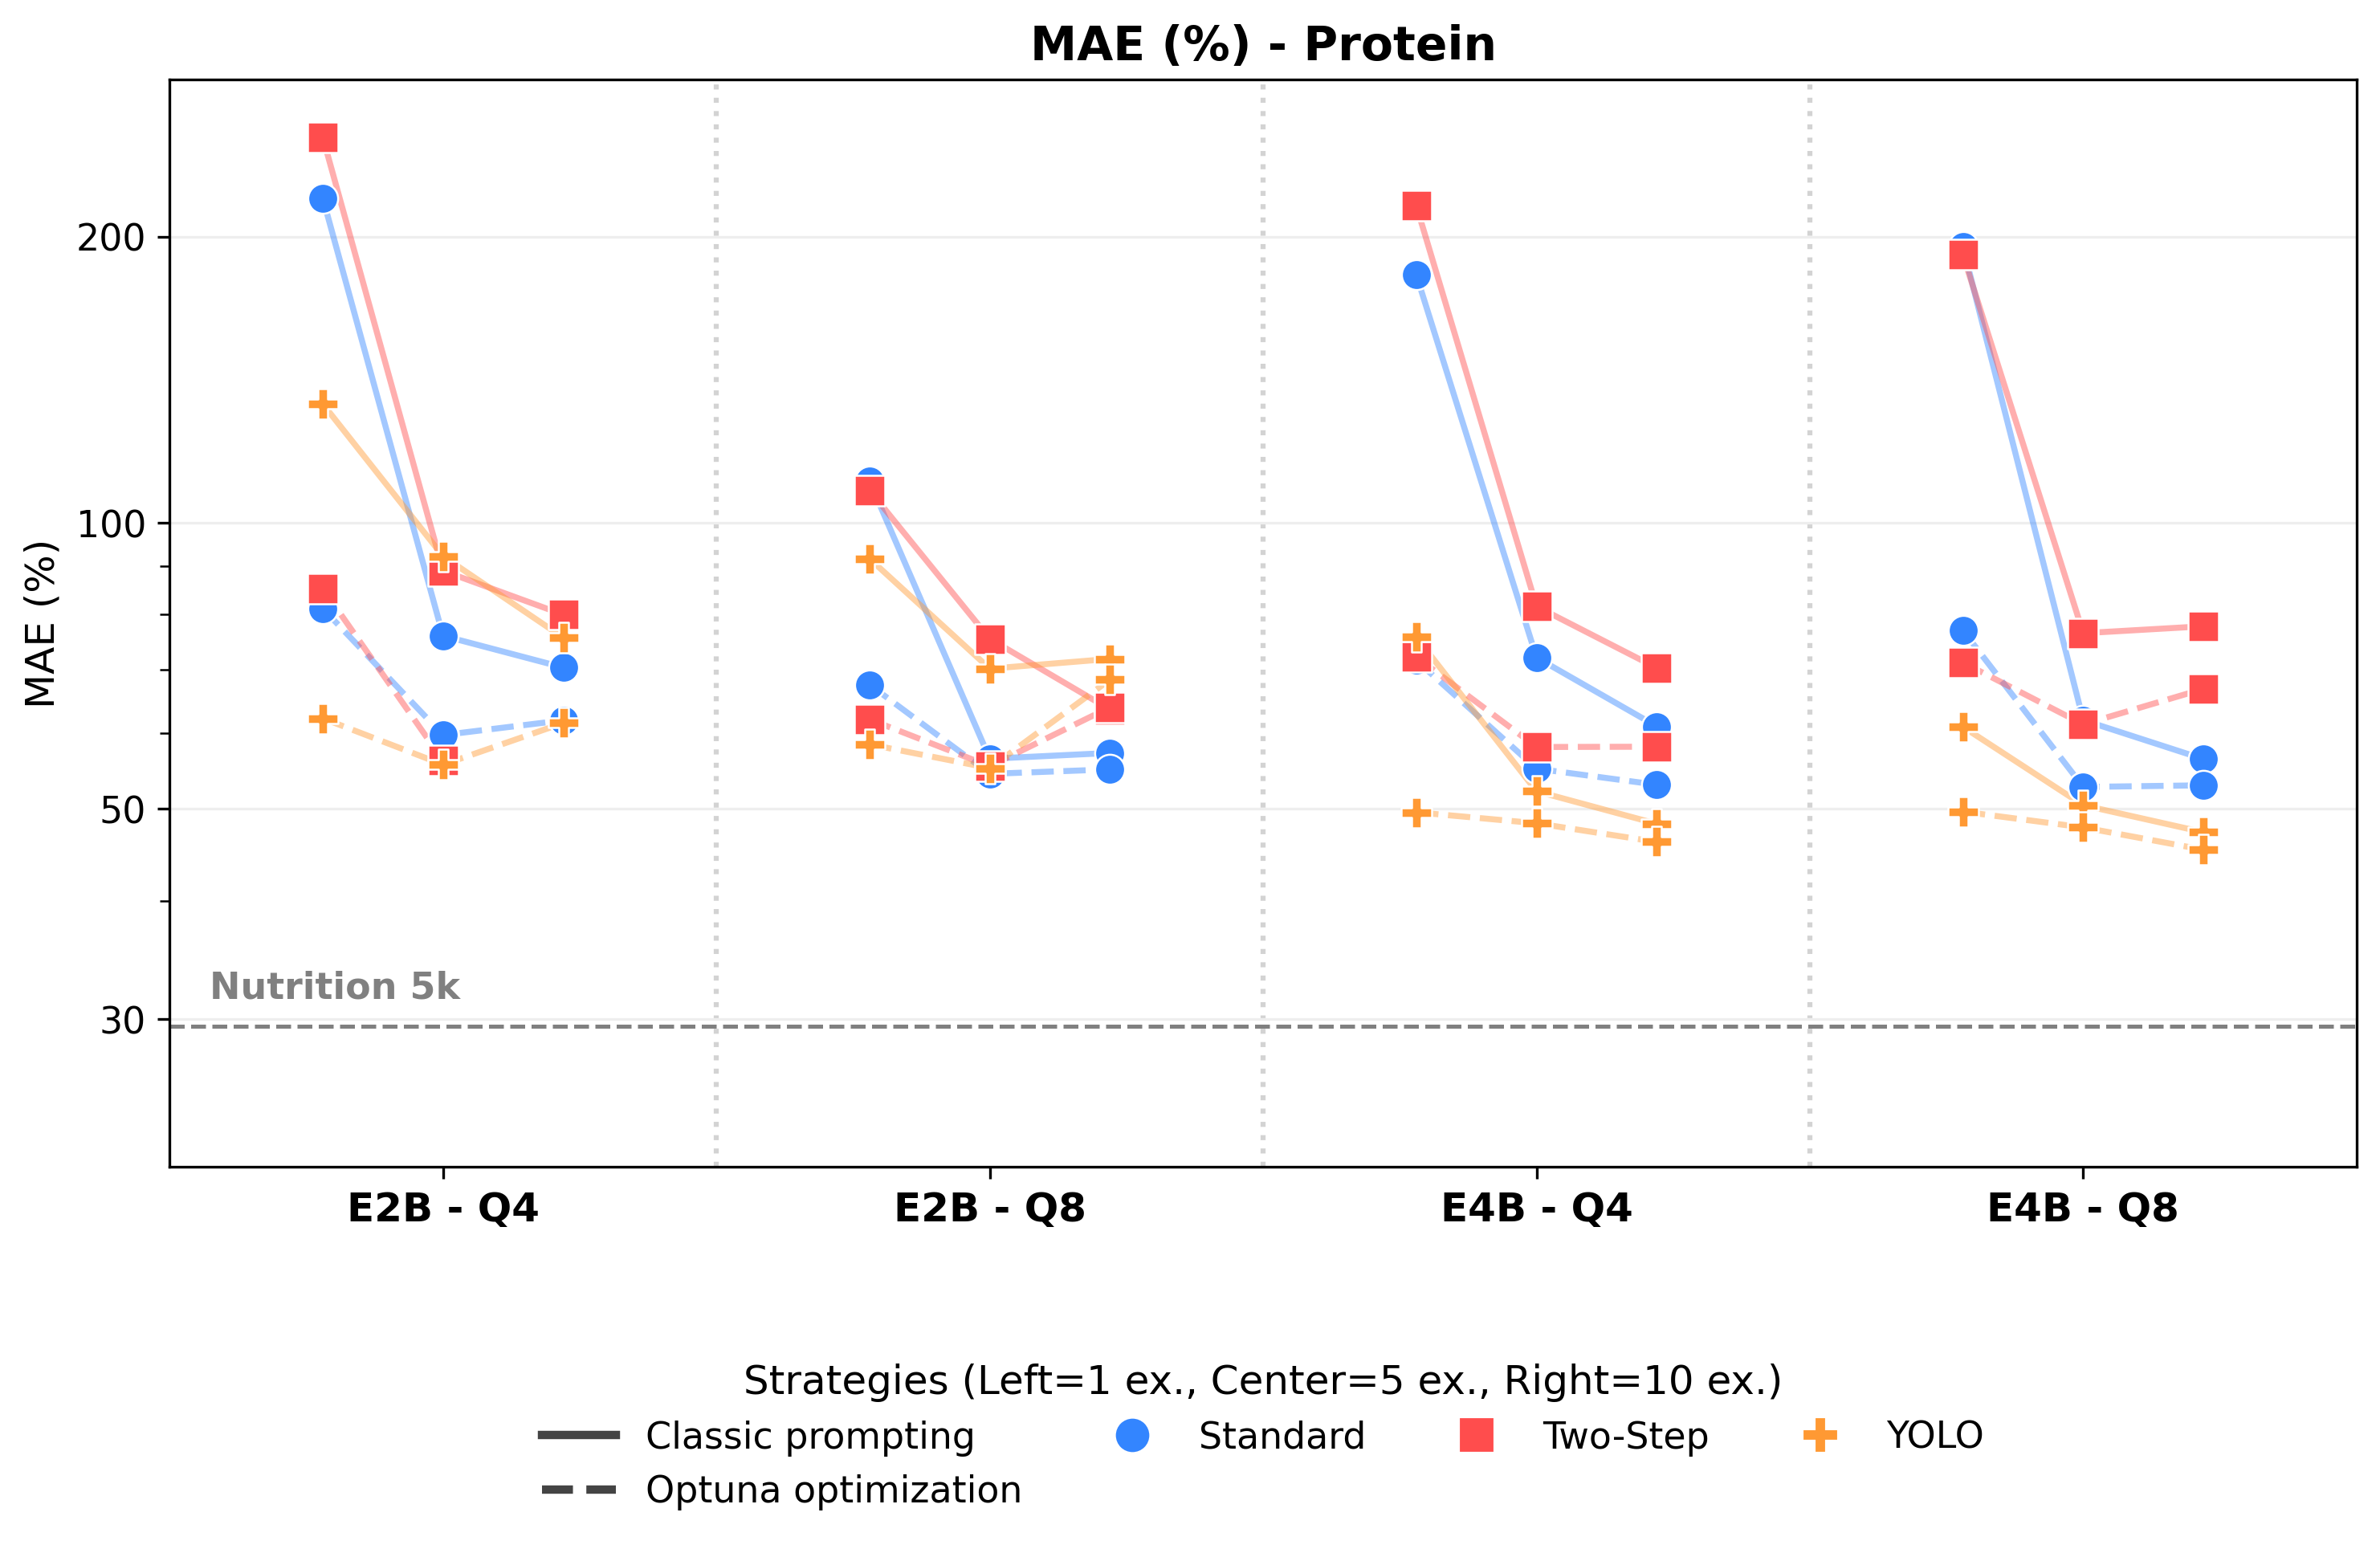 MAE (%) - Protein
MAE (%)
200
100
50
30
Nutrition 5k
E2B - Q4
E2B - Q8
E4B - Q4
E4B - Q8
Strategies (Left=1 ex., Center=5 ex., Right=10 ex.)
Classic prompting
Standard
Two-Step
YOLO
Optuna optimization